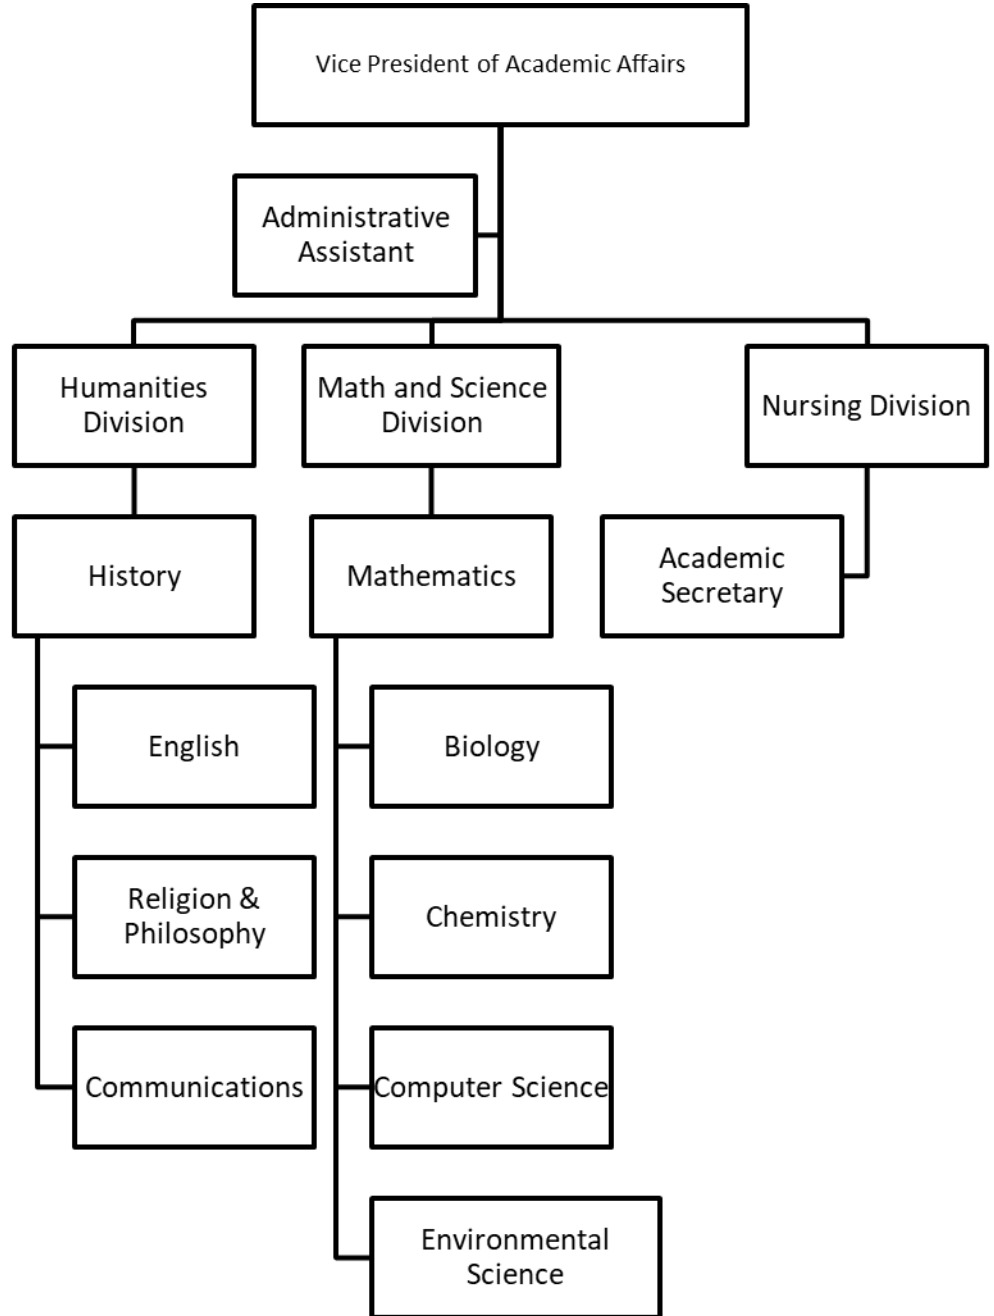 Vice President of Academic Affairs
Administrative
Assistant
Humanities
Division
Math and Science
Division
Nursing Division
History
Mathematics
Academic
Secretary
English
Biology
Religion &
Philosophy
Chemistry
Communications
Computer Science
Environmental
Science